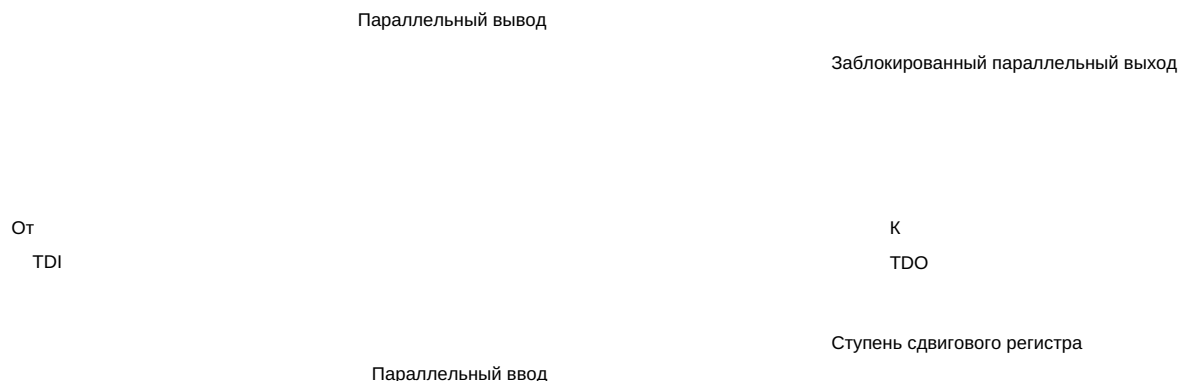 Параллельный вывод
Заблокированный параллельный выход
От
К
TDI
TDO
Ступень сдвигового регистра
Параллельный ввод